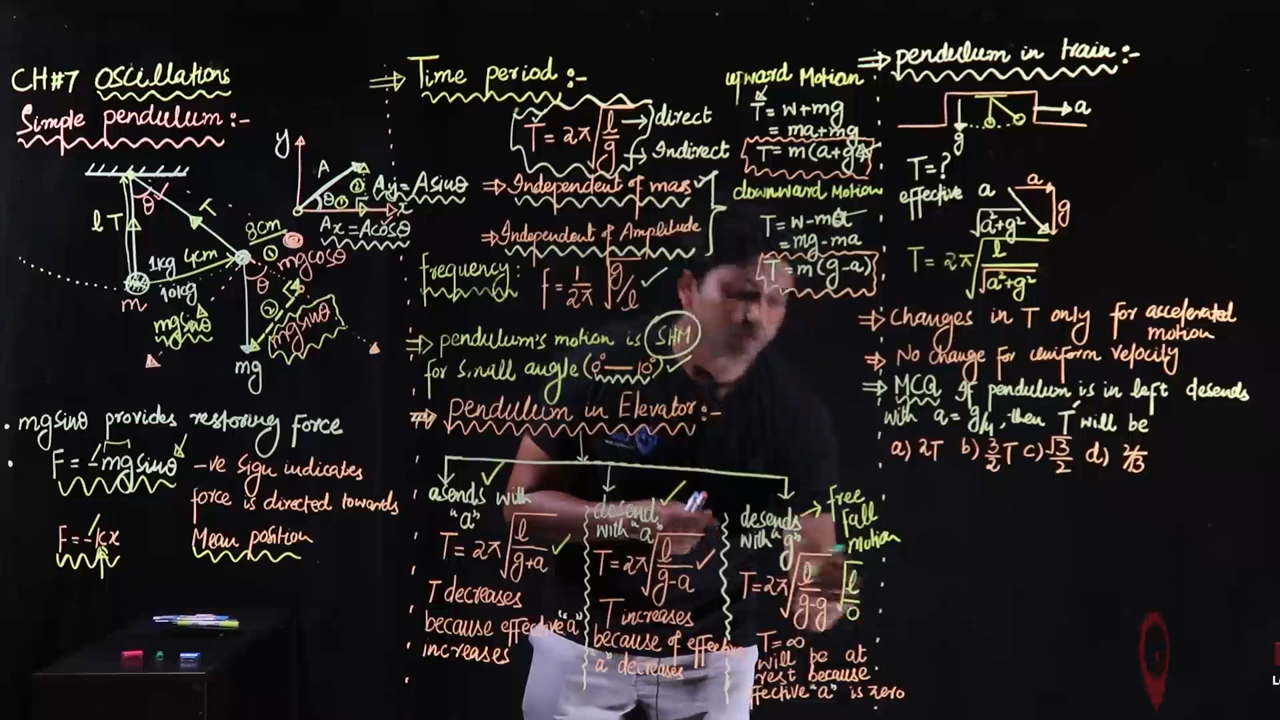 CH#7 Oscillations
Simple pendulum:-
l T
θ
T
m
1kg
10kg
4cm
8cm
①
mgcosθ
θ
②
mgsinθ
mgsinθ
mg
y
A
②
θ ①
x
Ay=Asinθ
Ax=Acosθ
. mgsinθ provides restoring force
F=-mgsinθ
-ve sign indicates
force is directed towards
Mean position
F=-kx
⇒ Time period:-
T=2π√l/g
→direct
→Indirect
⇒Independent of mass
⇒Independent of Amplitude
frequency:
f=1/2π √g/l ✓
⇒ pendulum's motion is SHM
for small angle (0°—10°) ✓
⇒ pendulum in Elevator:-
asends with
"a"
T=2π√l/g+a ✓
T decreases
because effective "a"
increases
desend
with "a"
T=2π√l/g-a ✓
T increases
because of effective
"a" decreases
desends
with "g"
→ free
fall
motion
T=2π√l/g-g √l/0
T=∞
will be at
rest because
effective "a" is zero
upward Motion
T=w+mg
=ma+mg
T=m(a+g)
downward Motion
T=w-ma
=mg-ma
T=m(g-a)
⇒ pendulum in train:-
→a
g
T=?
effective a
√a²+g²
a
g
T=2π√l/√a²+g²
⇒ Changes in T only for accelerated
motion
⇒ No change for uniform velocity
⇒ MCQ If pendulum is in left desends
with a=g/4, then T' will be
a) 2T b) 3/2 T c) √3/2 d) 2/√3